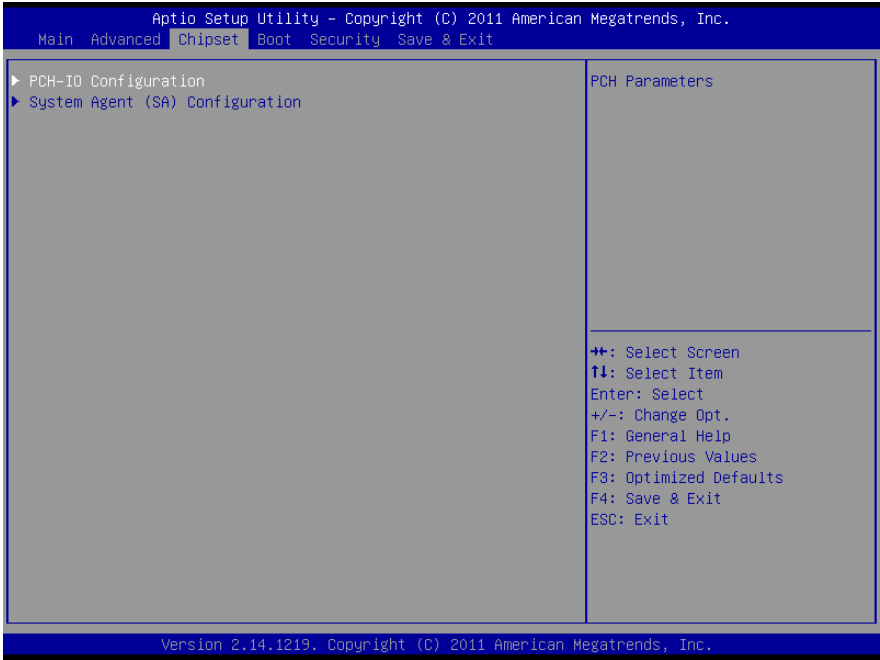 Aptio Setup Utility – Copyright (C) 2011 American Megatrends, Inc.
Main Advanced Chipset Boot Security Save & Exit
▶ PCH-IO Configuration
▶ System Agent (SA) Configuration
PCH Parameters
→←: Select Screen
↑↓: Select Item
Enter: Select
+/-: Change Opt.
F1: General Help
F2: Previous Values
F3: Optimized Defaults
F4: Save & Exit
ESC: Exit
Version 2.14.1219. Copyright (C) 2011 American Megatrends, Inc.